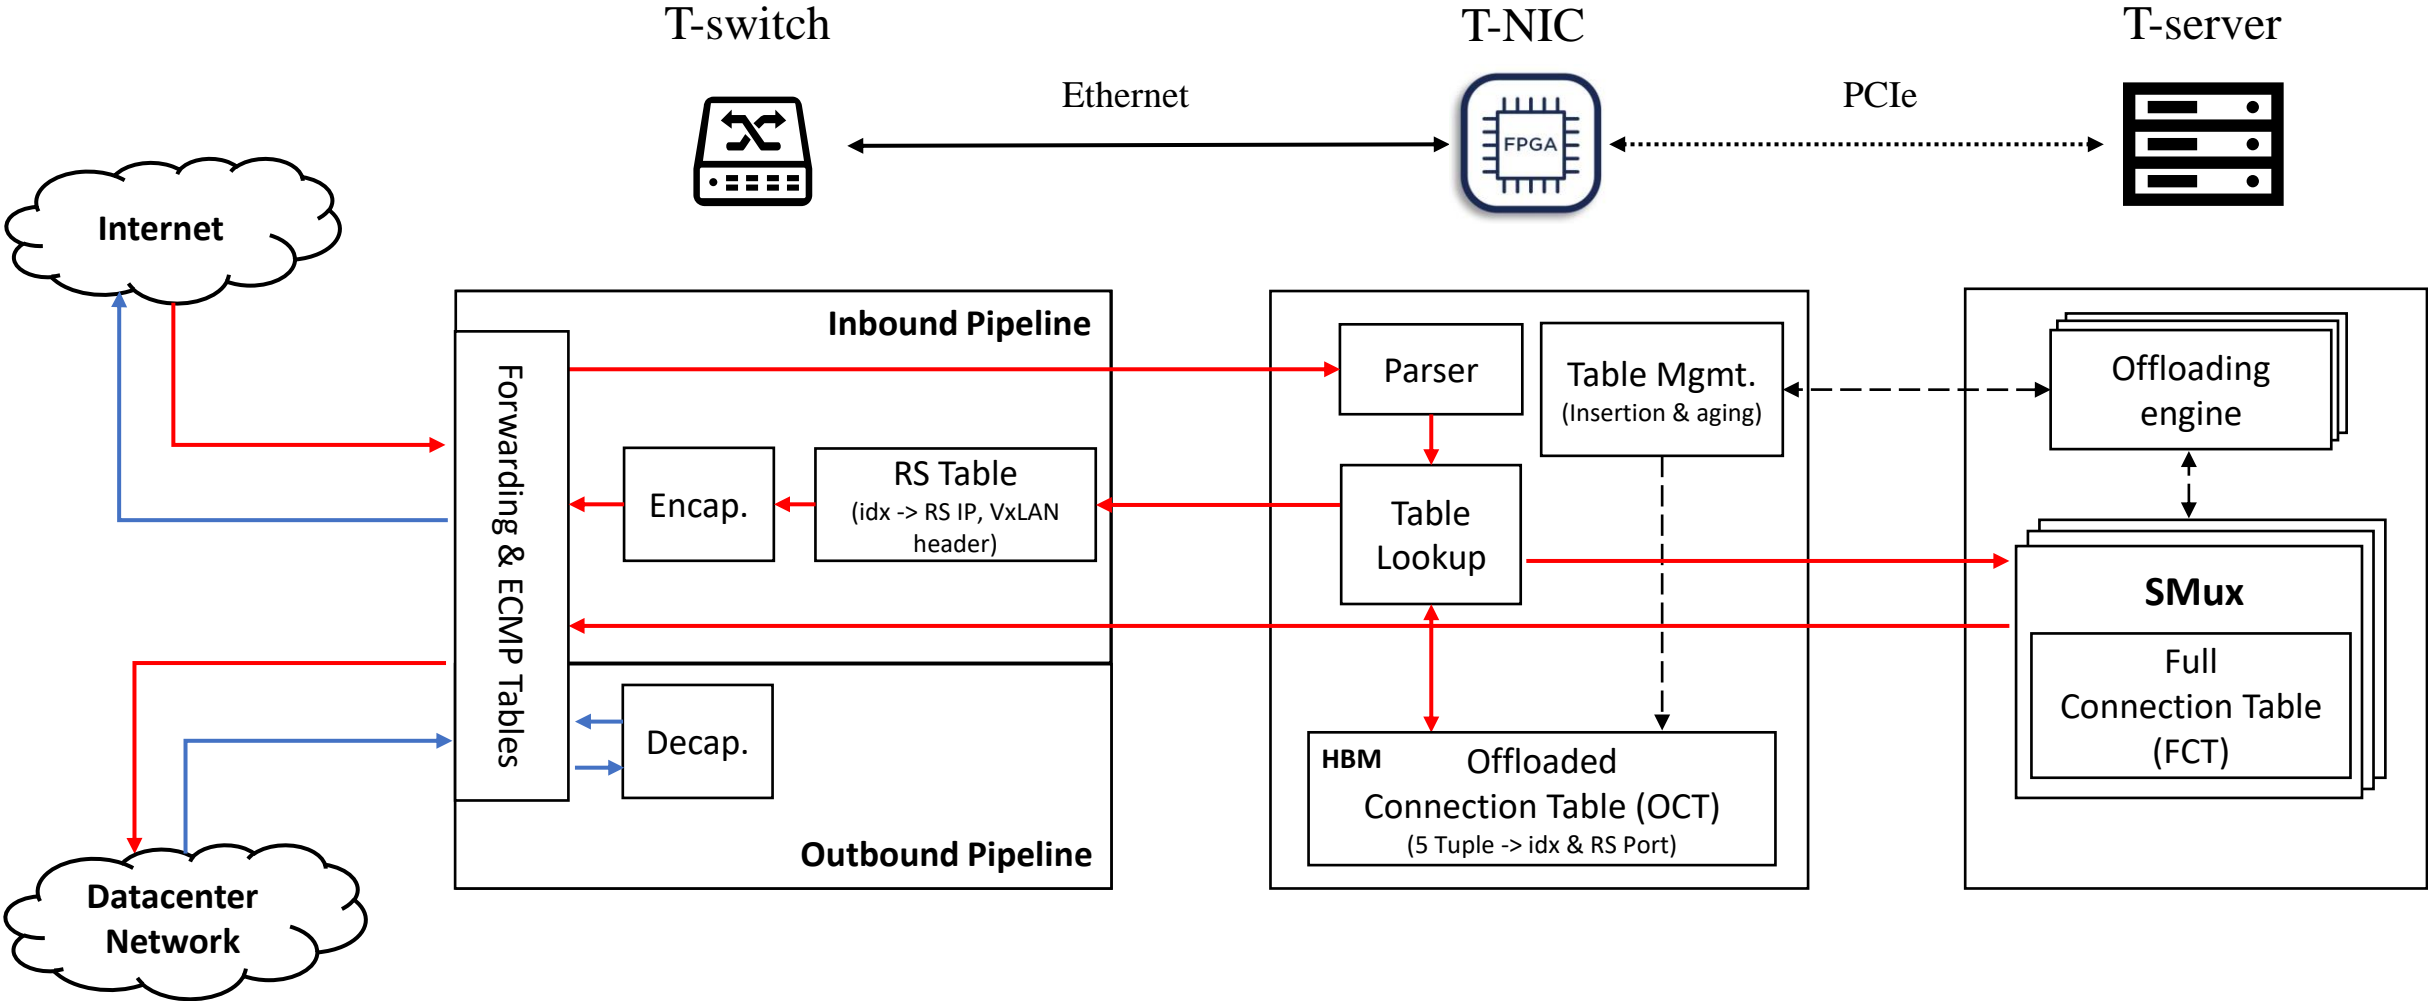 T-switch
T-NIC
T-server
Ethernet
PCIe
FPGA
Internet
Inbound Pipeline
Forwarding & ECMP Tables
Encap.
RS Table
(idx -> RS IP, VxLAN
header)
Decap.
Outbound Pipeline
Parser
Table Mgmt.
(Insertion & aging)
Table
Lookup
HBM
Offloaded
Connection Table (OCT)
(5 Tuple -> idx & RS Port)
Offloading
engine
SMux
Full
Connection Table
(FCT)
Datacenter
Network